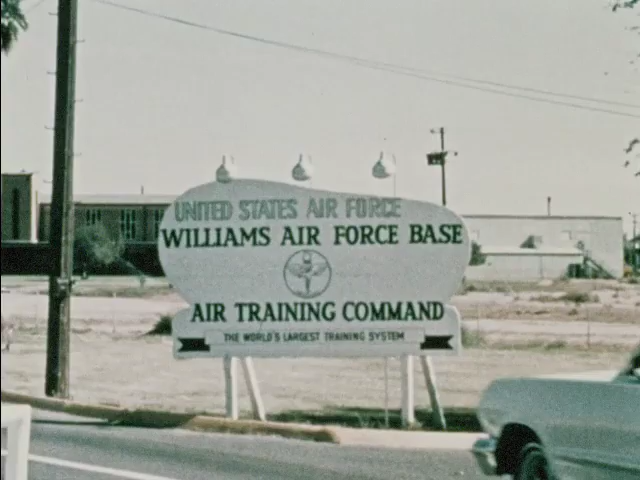 UNITED STATES AIR FORCE
WILLIAMS AIR FORCE BASE
AIR TRAINING COMMAND
THE WORLD'S LARGEST TRAINING SYSTEM